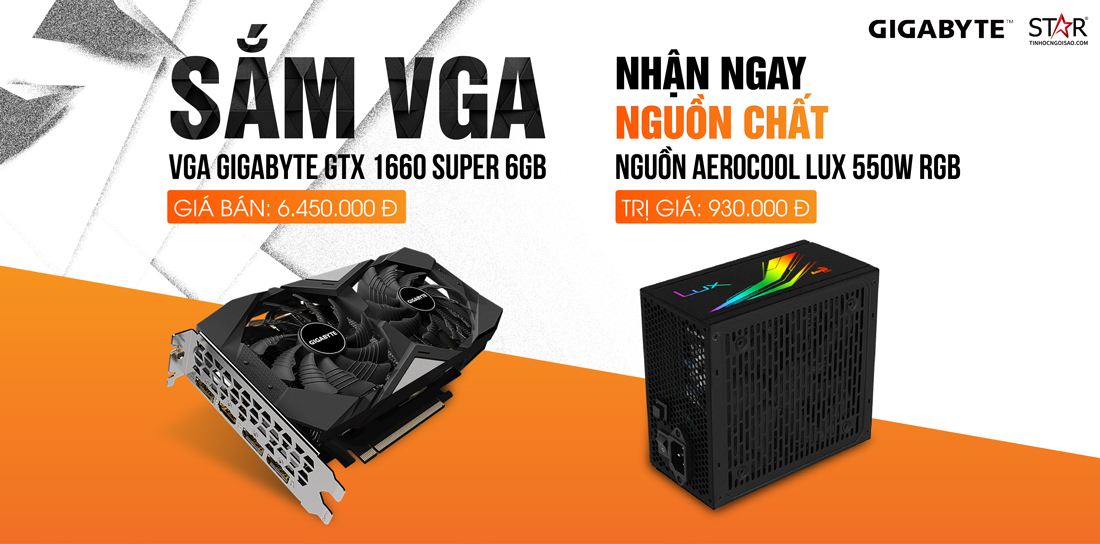 GIGABYTE™
STAR
TINHOCNGOISAO.COM
SẮM VGA
VGA GIGABYTE GTX 1660 SUPER 6GB
GIÁ BÁN: 6.450.000 Đ
NHẬN NGAY
NGUỒN CHẤT
NGUỒN AEROCOOL LUX 550W RGB
TRỊ GIÁ: 930.000 Đ
GIGABYTE
GIGABYTE
LUX